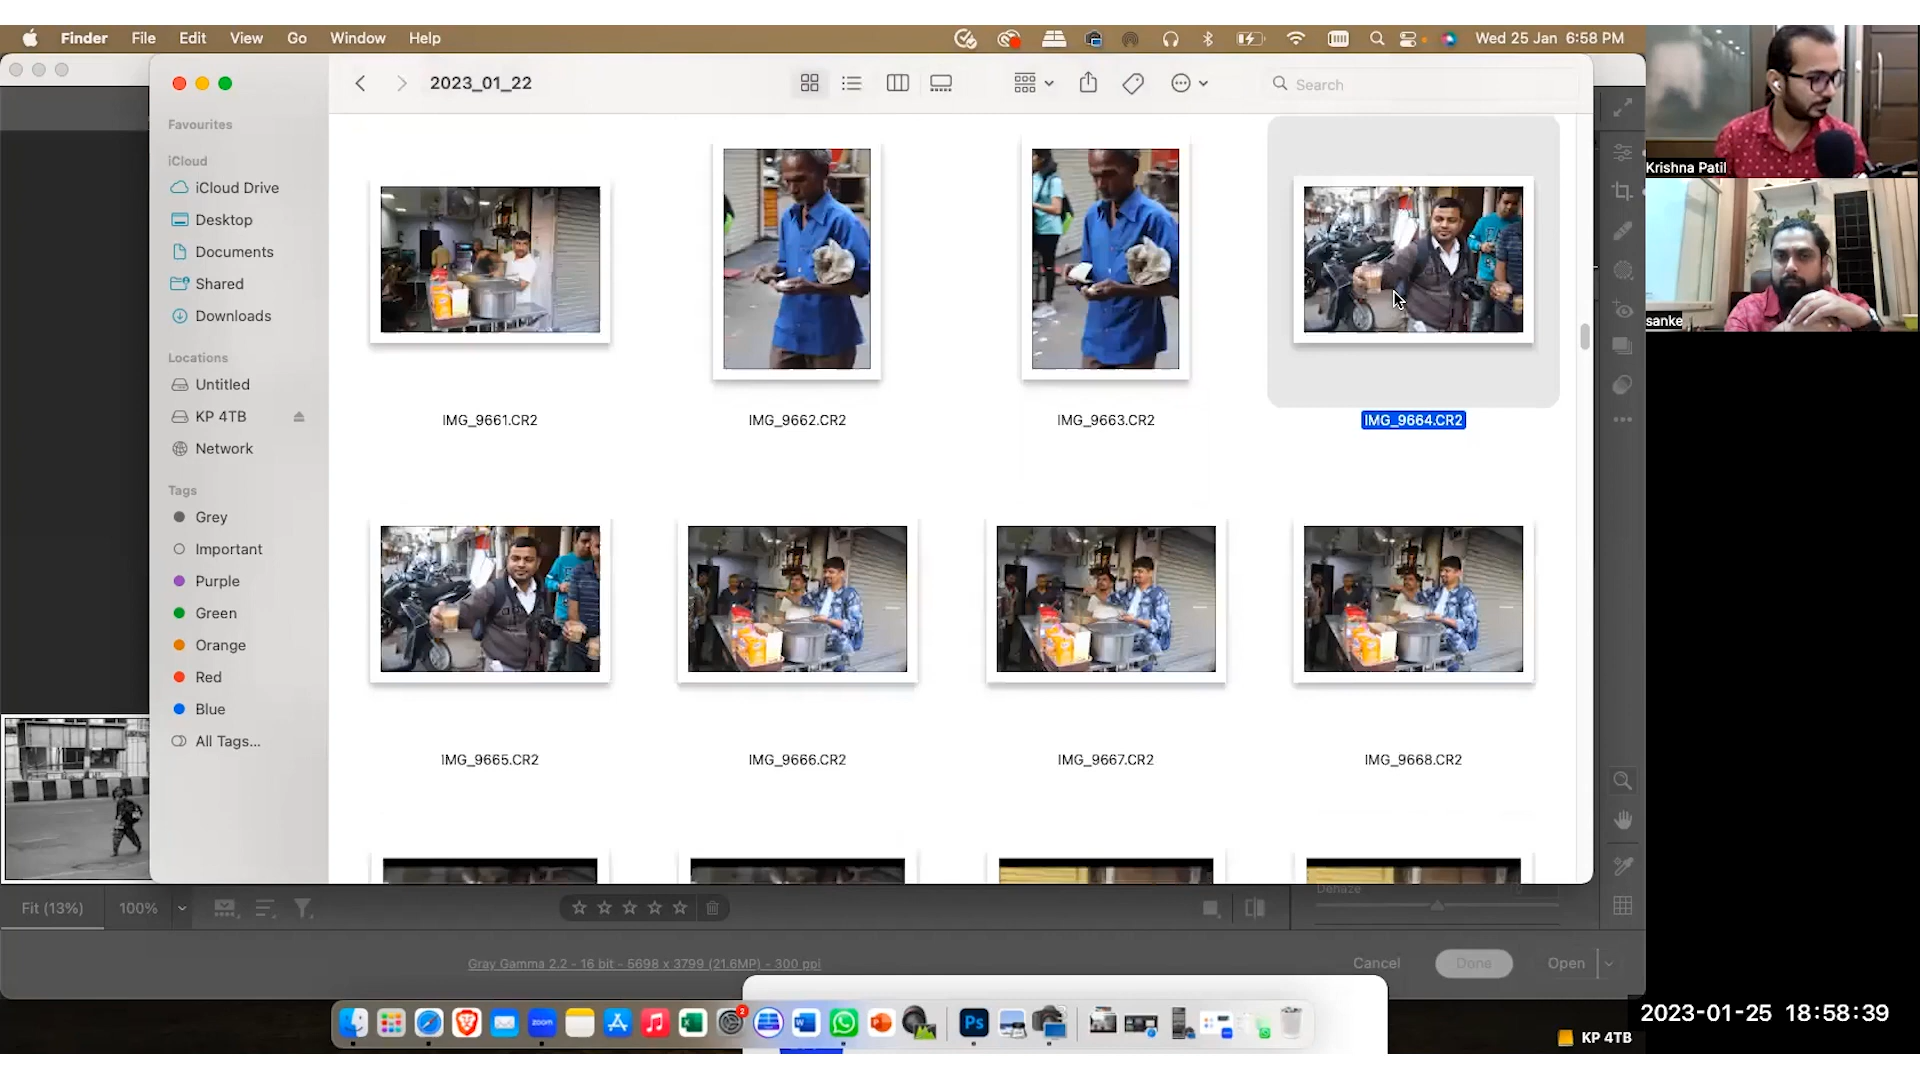 Finder File Edit View Go Window Help Wed 25 Jan 6:58 PM
2023_01_22
Search
Favourites
iCloud
iCloud Drive
Desktop
Documents
Shared
Downloads
Locations
Untitled
KP 4TB
Network
Tags
Grey
Important
Purple
Green
Orange
Red
Blue
All Tags...
IMG_9661.CR2 IMG_9662.CR2 IMG_9663.CR2 IMG_9664.CR2
IMG_9665.CR2 IMG_9666.CR2 IMG_9667.CR2 IMG_9668.CR2
Krishna Patil
sanke
Dehaze
Fit (13%) 100%
Gray Gamma 2.2 - 16 bit - 5698 x 3799 (21.6MP) - 300 ppi
Cancel Done Open
zoom
2
W
P
Ps
2023-01-25 18:58:39
KP 4TB